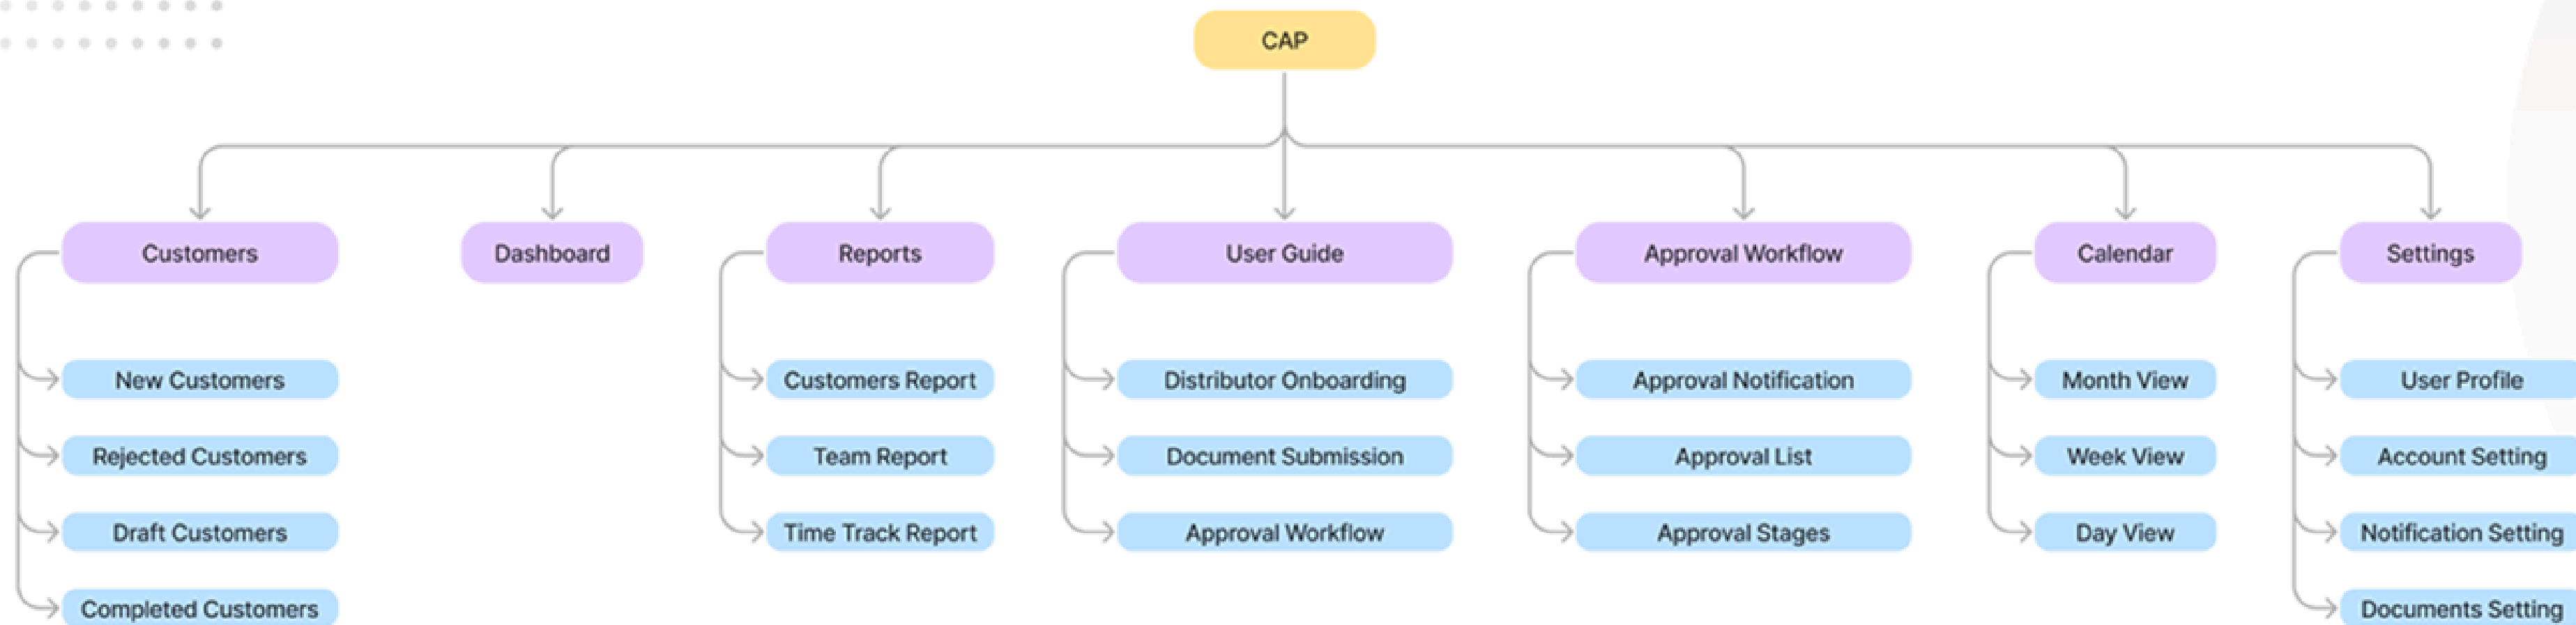 CAP
Customers
Dashboard
Reports
User Guide
Approval Workflow
Calendar
Settings
New Customers
Customers Report
Distributor Onboarding
Approval Notification
Month View
User Profile
Rejected Customers
Team Report
Document Submission
Approval List
Week View
Account Setting
Draft Customers
Time Track Report
Approval Workflow
Approval Stages
Day View
Notification Setting
Completed Customers
Documents Setting